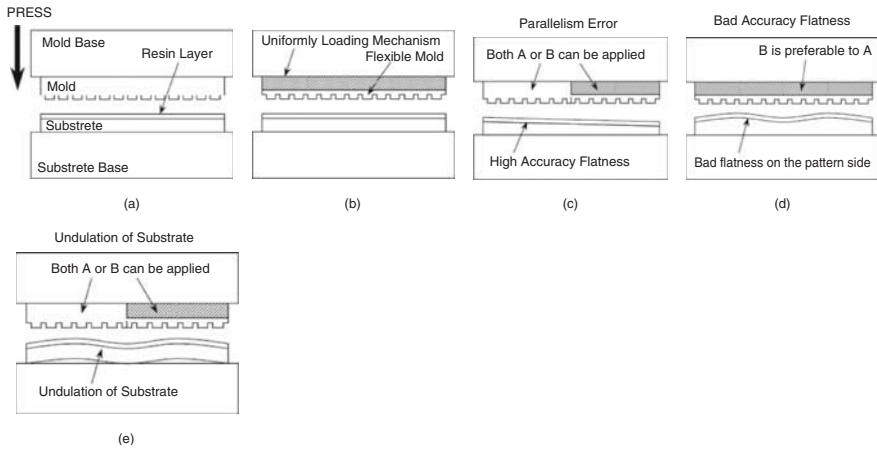 PRESS
Mold Base
Resin Layer
Mold
Substrete
Substrete Base
(a)
Uniformly Loading Mechanism
Flexible Mold
(b)
Parallelism Error
Both A or B can be applied
High Accuracy Flatness
(c)
Bad Accuracy Flatness
B is preferable to A
Bad flatness on the pattern side
(d)
Undulation of Substrate
Both A or B can be applied
Undulation of Substrate
(e)